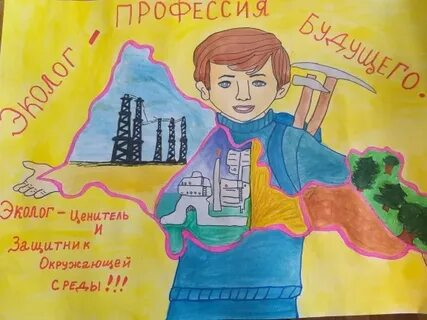 ЭКОЛОГ - ПРОФЕССИЯ БУДУЩЕГО.
ЭКОЛОГ - ЦЕНИТЕЛЬ
И
ЗАЩИТНИК
ОКРУЖАЮЩЕЙ
СРЕДЫ!!!